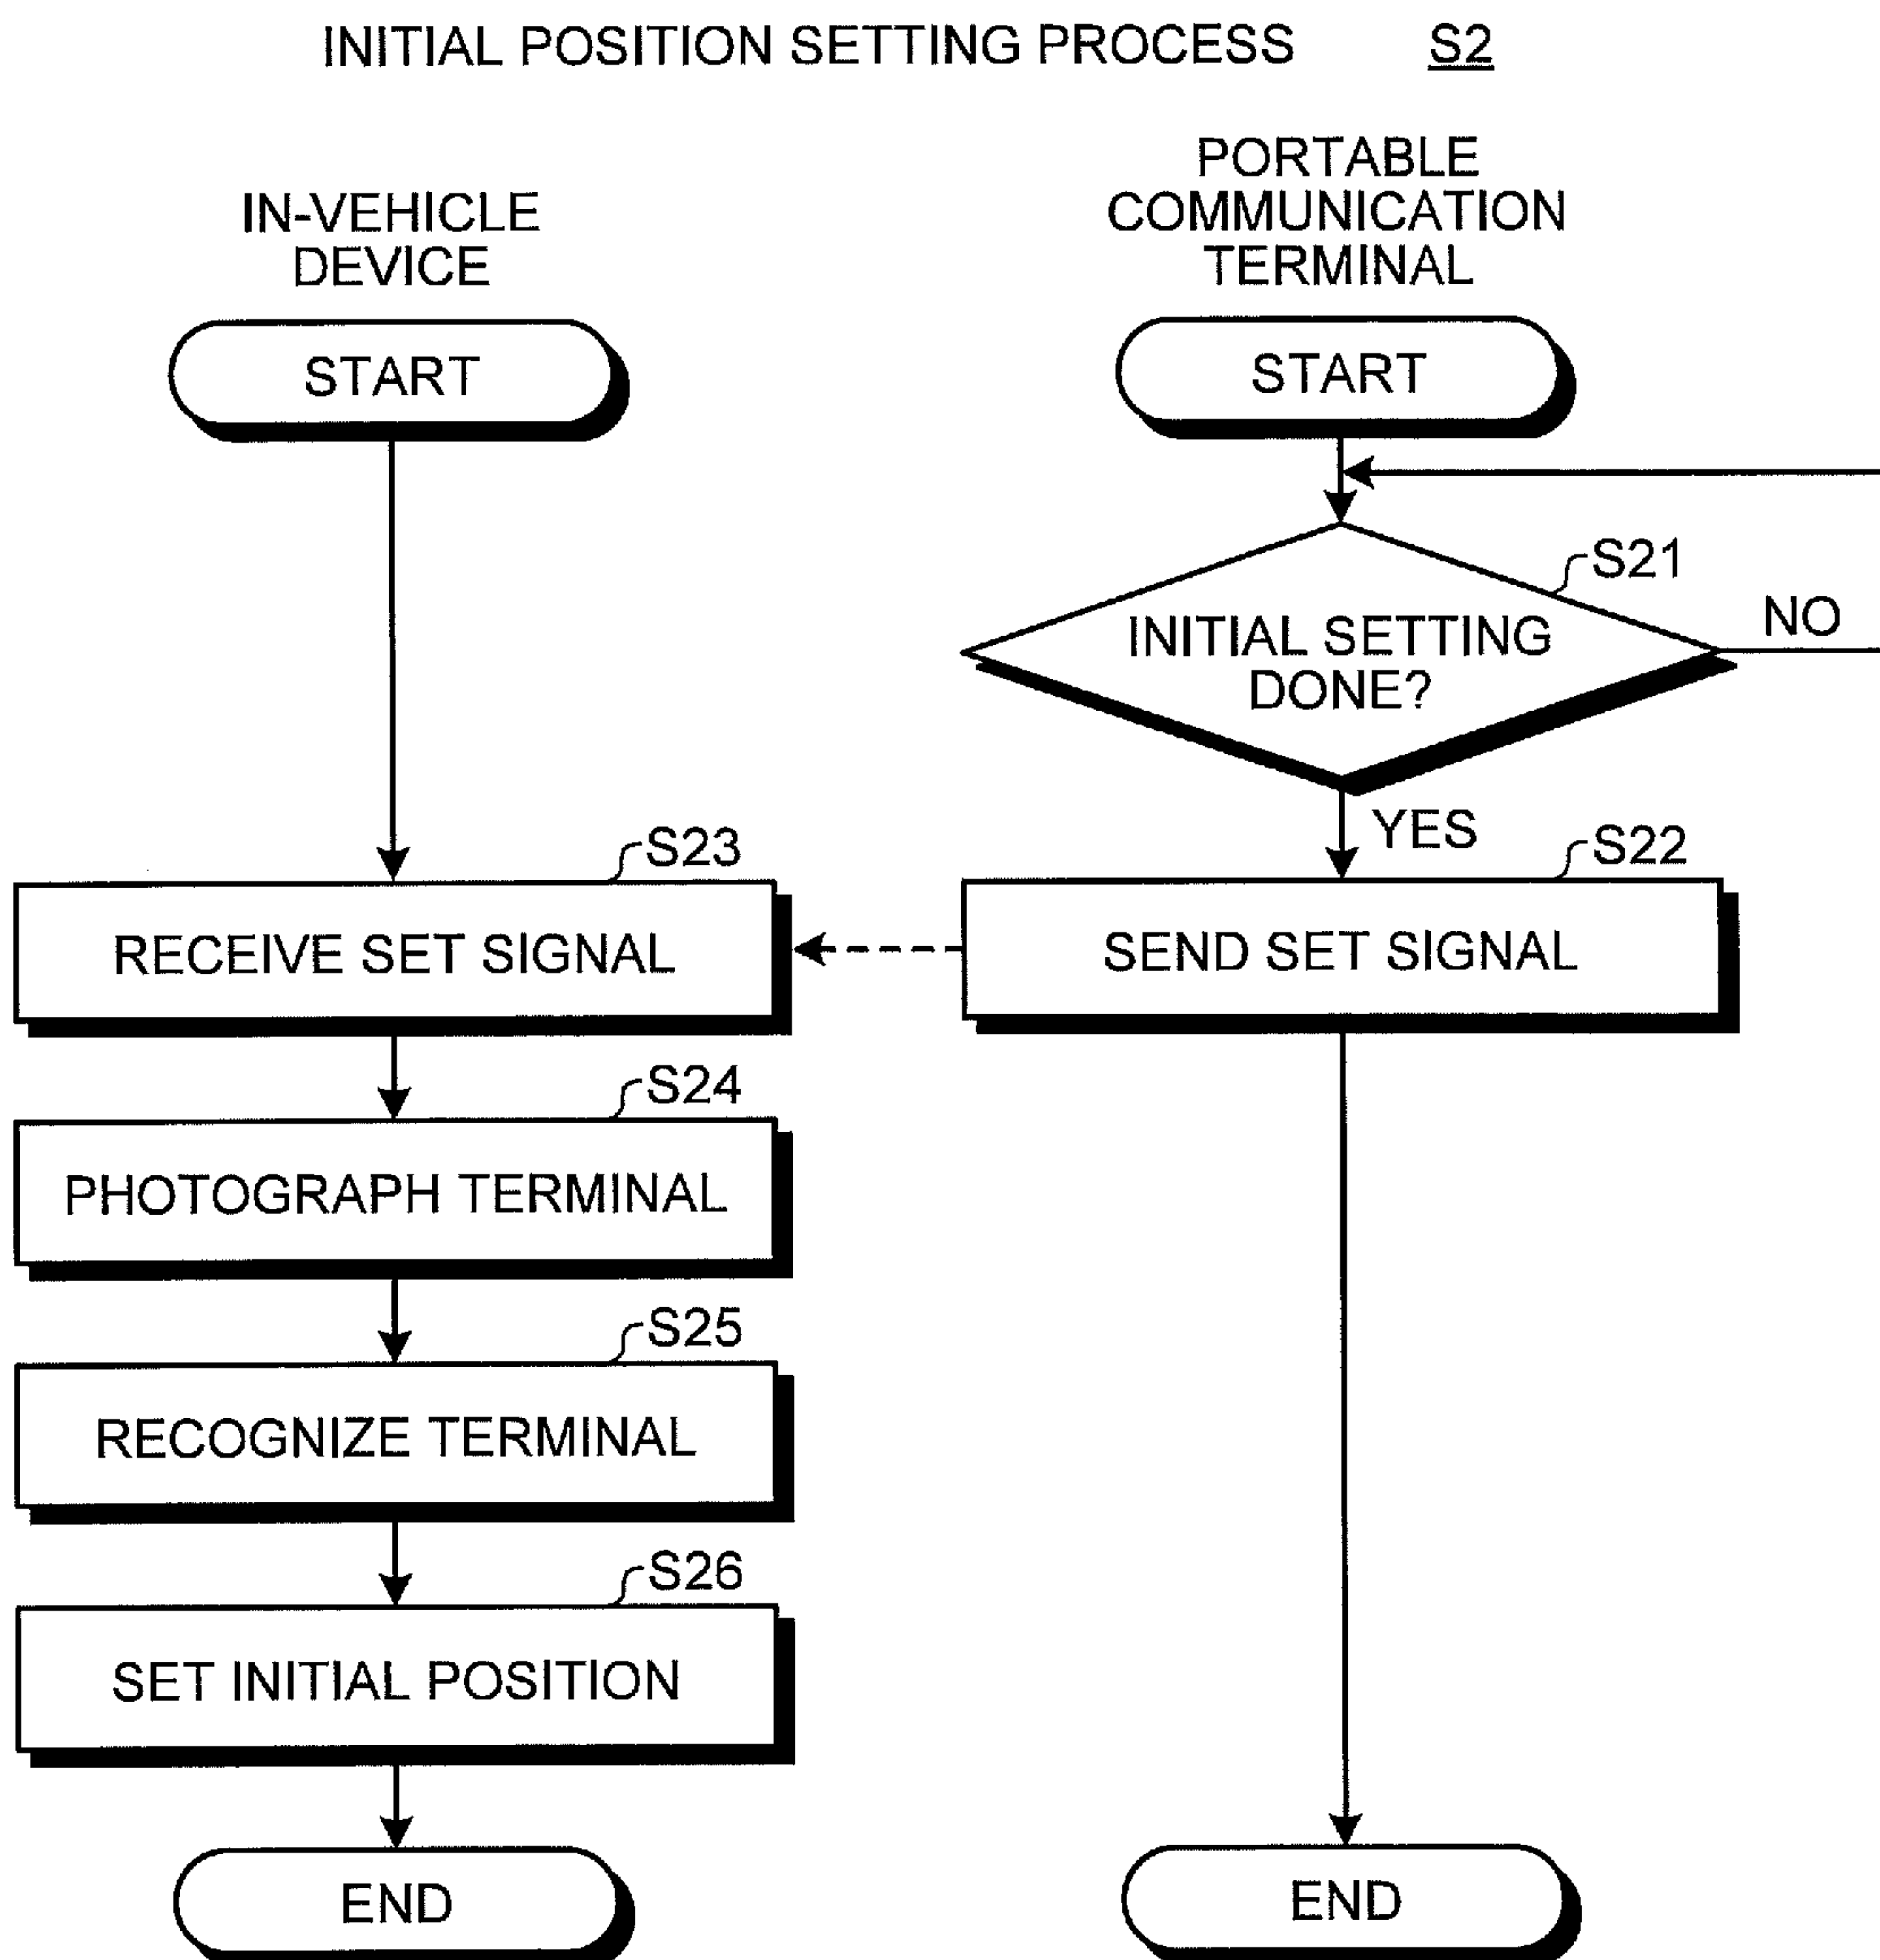 INITIAL POSITION SETTING PROCESS S2
IN-VEHICLE
DEVICE
START
S23
RECEIVE SET SIGNAL
S24
PHOTOGRAPH TERMINAL
S25
RECOGNIZE TERMINAL
S26
SET INITIAL POSITION
END
PORTABLE
COMMUNICATION
TERMINAL
START
S21
INITIAL SETTING
DONE?
NO
YES
S22
SEND SET SIGNAL
END